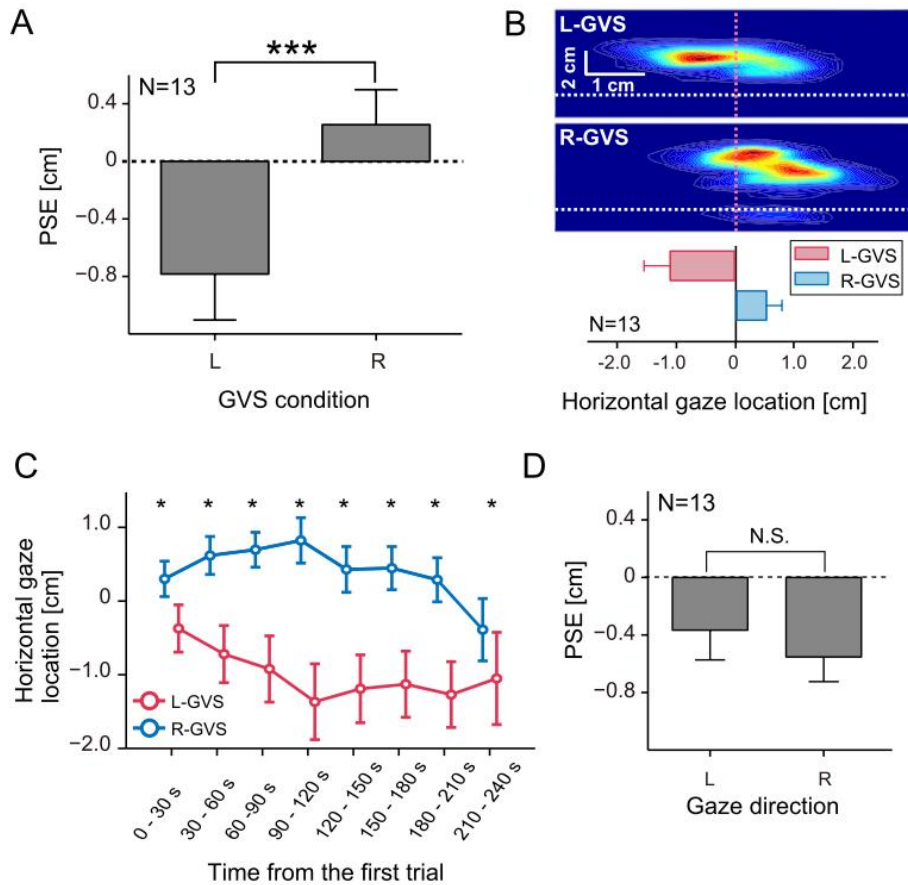 A
***
N=13
0.4
0
−0.4
−0.8
PSE [cm]
L
R
GVS condition
B
L-GVS
2 cm
1 cm
R-GVS
L-GVS
R-GVS
N=13
-2.0
-1.0
0
1.0
2.0
Horizontal gaze location [cm]
C
* * * * * * * *
1.0
0
−1.0
−2.0
Horizontal gaze
location [cm]
L-GVS
R-GVS
0 - 30 s
30 - 60 s
60 -90 s
90 - 120 s
120 - 150 s
150 - 180 s
180 - 210 s
210 - 240 s
Time from the first trial
D
N=13
N.S.
0.4
0
−0.4
−0.8
PSE [cm]
L
R
Gaze direction